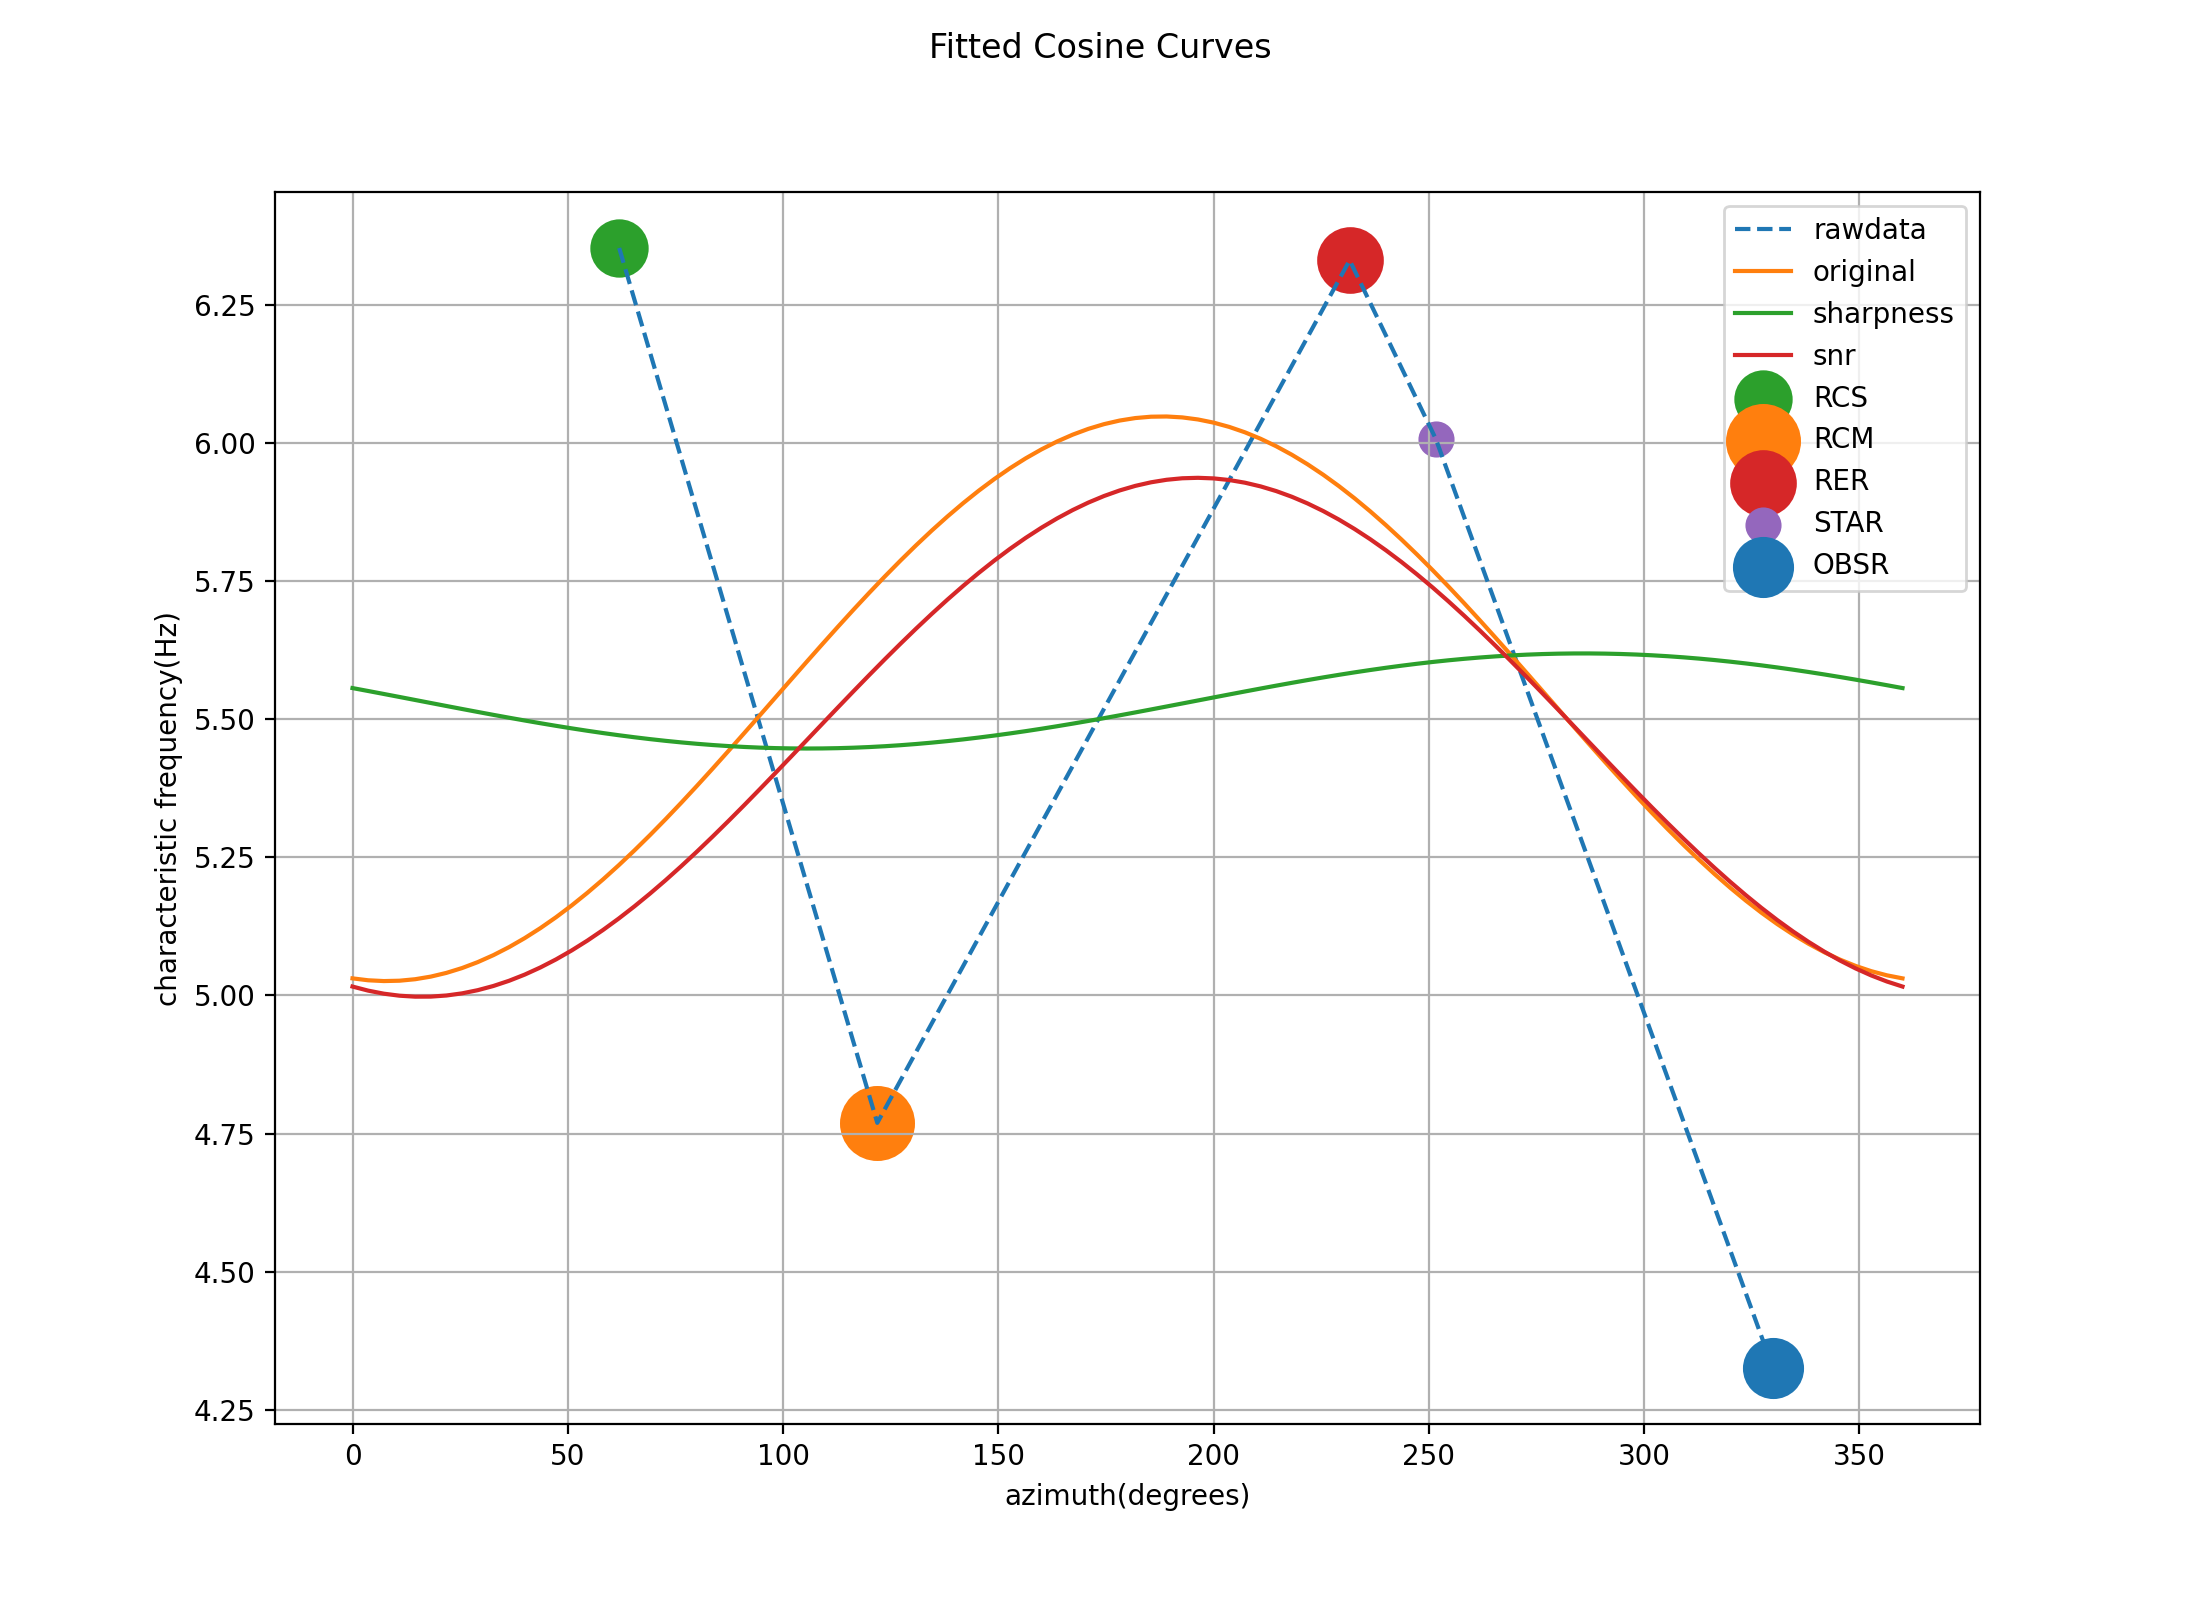 Fitted Cosine Curves
characteristic frequency(Hz)
6.25
6.00
5.75
5.50
5.25
5.00
4.75
4.50
4.25
rawdata
original
sharpness
snr
RCS
RCM
RER
STAR
OBSR
0 50 100 150 200 250 300 350
azimuth(degrees)